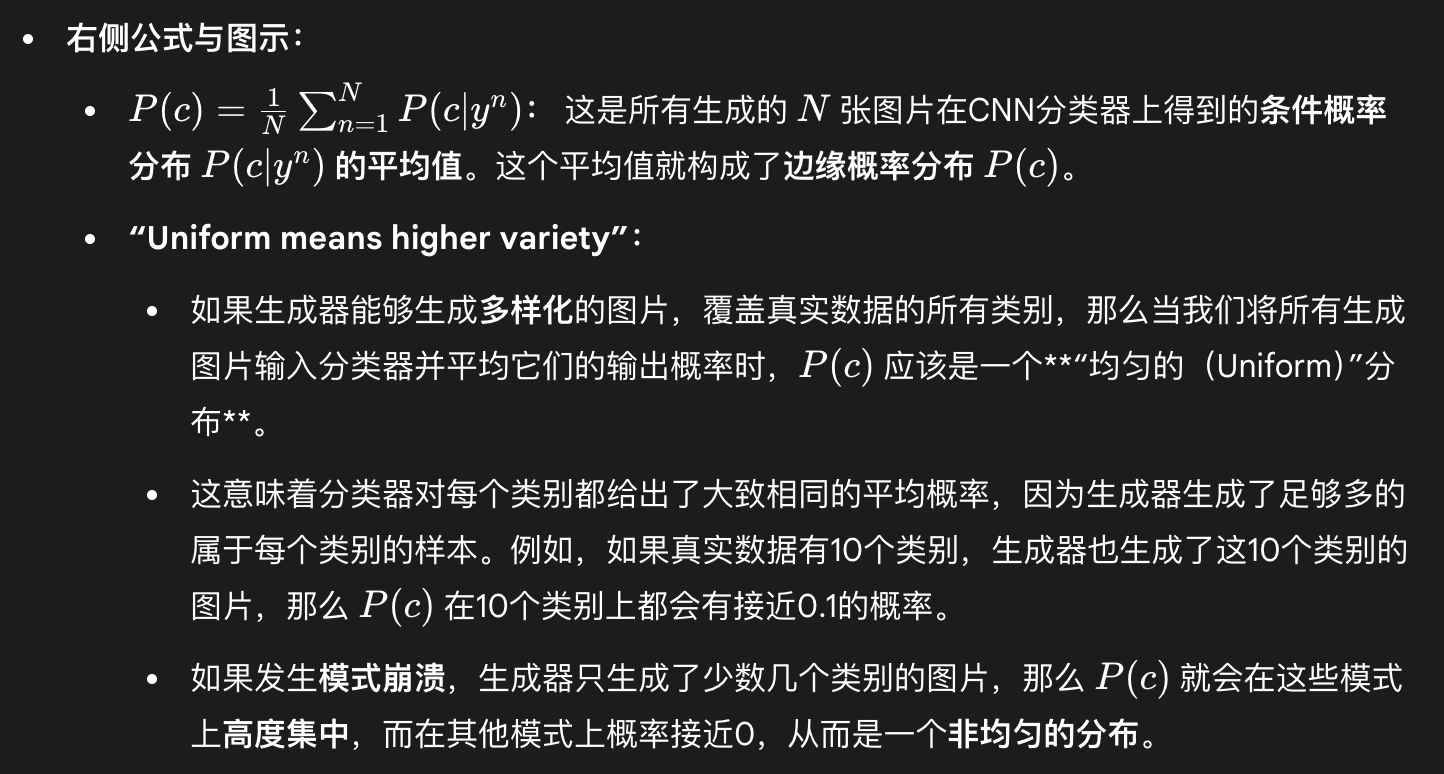 • 右侧公式与图示：
• $P(c) = \frac{1}{N} \sum_{n=1}^{N} P(c|y^n)$： 这是所有生成的 $N$ 张图片在CNN分类器上得到的条件概率
分布 $P(c|y^n)$ 的平均值。这个平均值就构成了边缘概率分布 $P(c)$。
• “Uniform means higher variety”：
• 如果生成器能够生成多样化的图片，覆盖真实数据的所有类别，那么当我们将所有生成
图片输入分类器并平均它们的输出概率时，$P(c)$ 应该是一个**“均匀的（Uniform）”分
布**。
• 这意味着分类器对每个类别都给出了大致相同的平均概率，因为生成器生成了足够多的
属于每个类别的样本。例如，如果真实数据有10个类别，生成器也生成了这10个类别的
图片，那么 $P(c)$ 在10个类别上都会有接近0.1的概率。
• 如果发生模式崩溃，生成器只生成了少数几个类别的图片，那么 $P(c)$ 就会在这些模式
上高度集中，而在其他模式上概率接近0，从而是一个非均匀的分布。